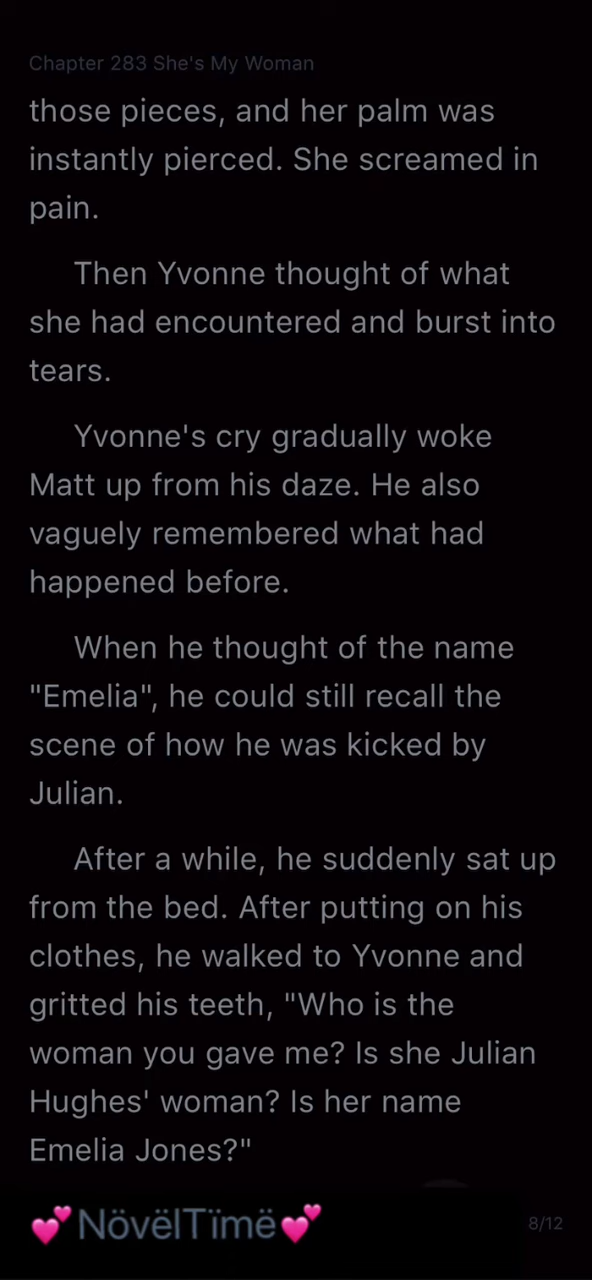 Chapter 283 She's My Woman
those pieces, and her palm was
instantly pierced. She screamed in
pain.
Then Yvonne thought of what
she had encountered and burst into
tears.
Yvonne's cry gradually woke
Matt up from his daze. He also
vaguely remembered what had
happened before.
When he thought of the name
"Emelia", he could still recall the
scene of how he was kicked by
Julian.
After a while, he suddenly sat up
from the bed. After putting on his
clothes, he walked to Yvonne and
gritted his teeth, "Who is the
woman you gave me? Is she Julian
Hughes' woman? Is her name
Emelia Jones?"
💕NövëlTïmë💕
8/12